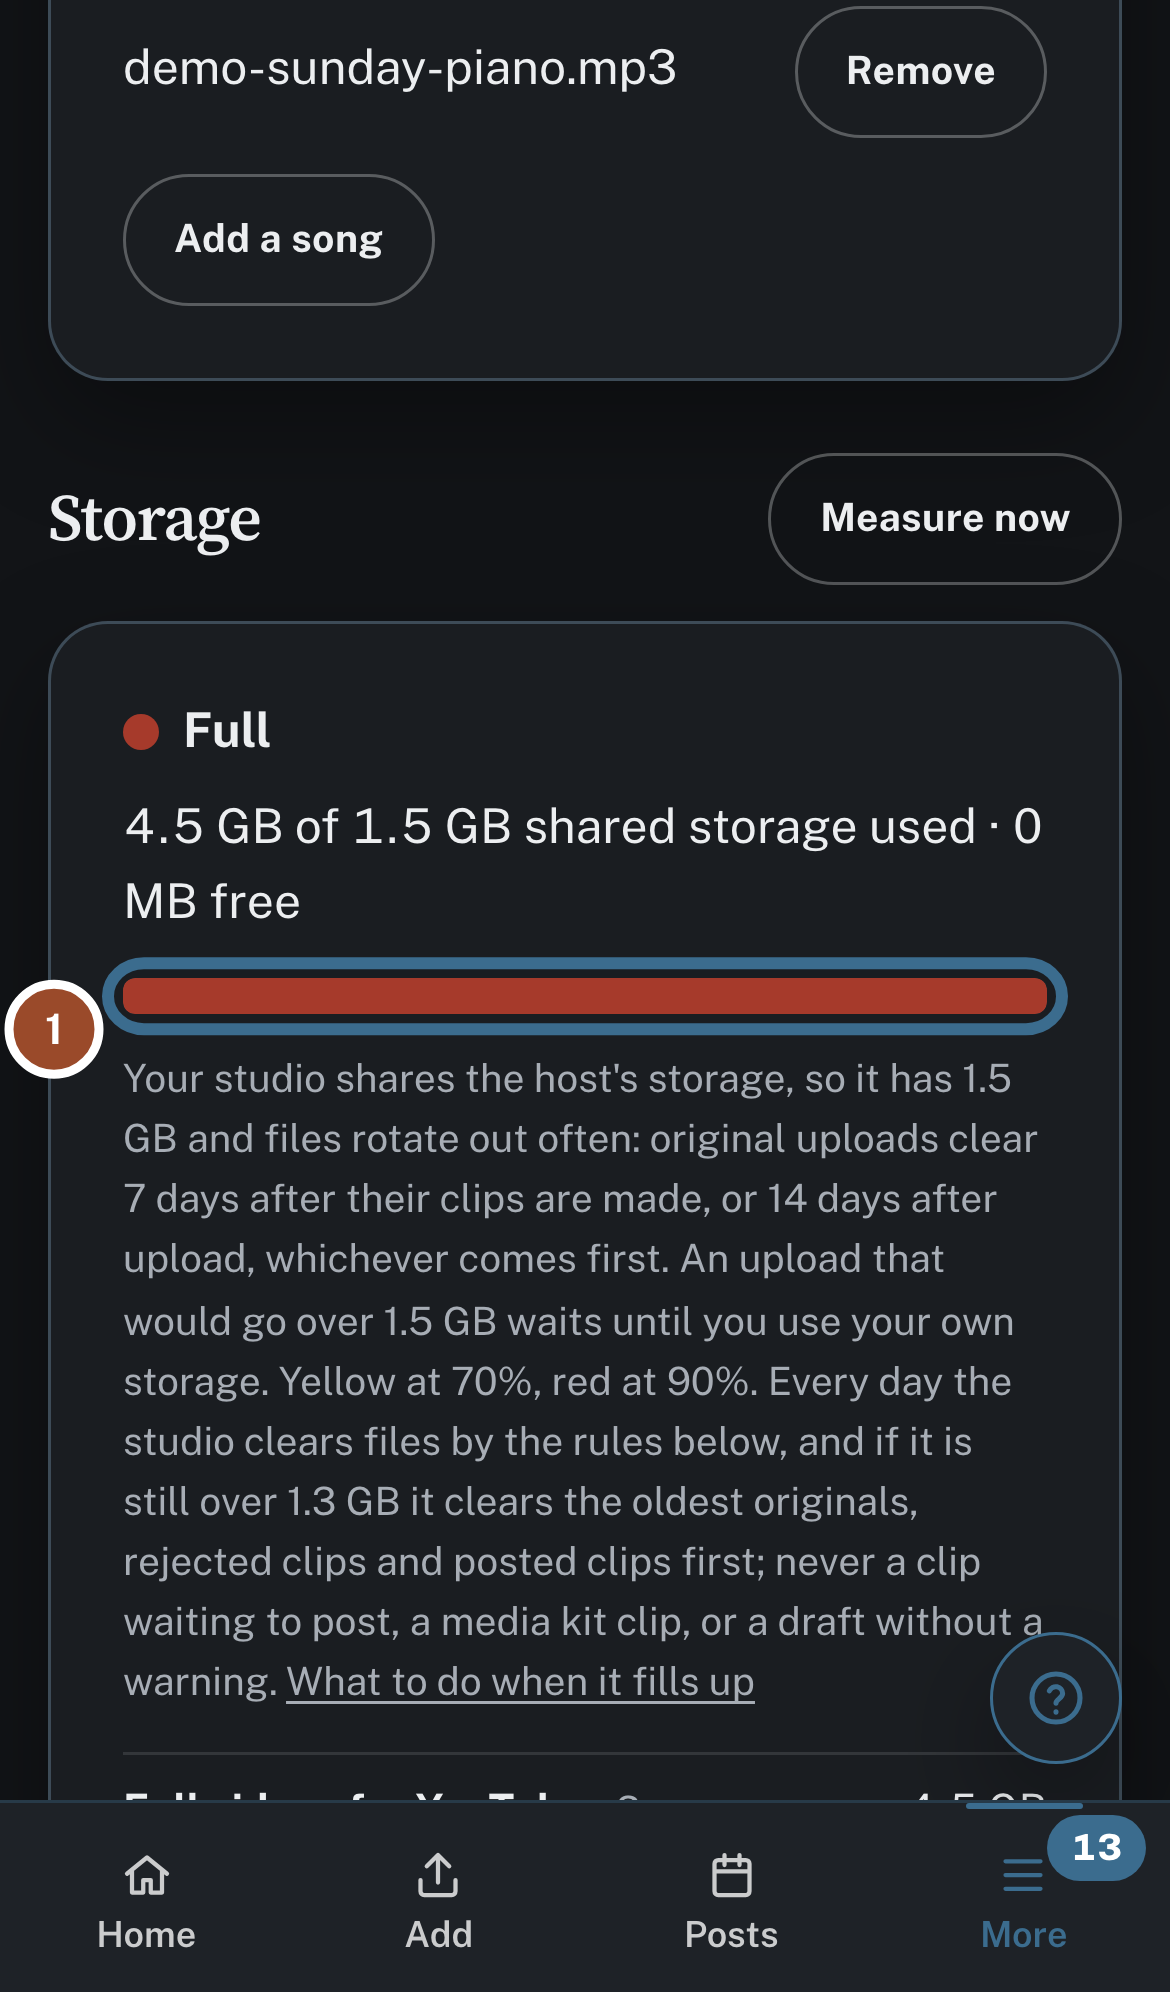 demo-sunday-piano.mp3
Remove
Add a song
Storage
Measure now
Full
4.5 GB of 1.5 GB shared storage used · 0
MB free
1
Your studio shares the host's storage, so it has 1.5
GB and files rotate out often: original uploads clear
7 days after their clips are made, or 14 days after
upload, whichever comes first. An upload that
would go over 1.5 GB waits until you use your own
storage. Yellow at 70%, red at 90%. Every day the
studio clears files by the rules below, and if it is
still over 1.3 GB it clears the oldest originals,
rejected clips and posted clips first; never a clip
waiting to post, a media kit clip, or a draft without a
warning. What to do when it fills up
?
4.5 GB
13
Home
Add
Posts
More